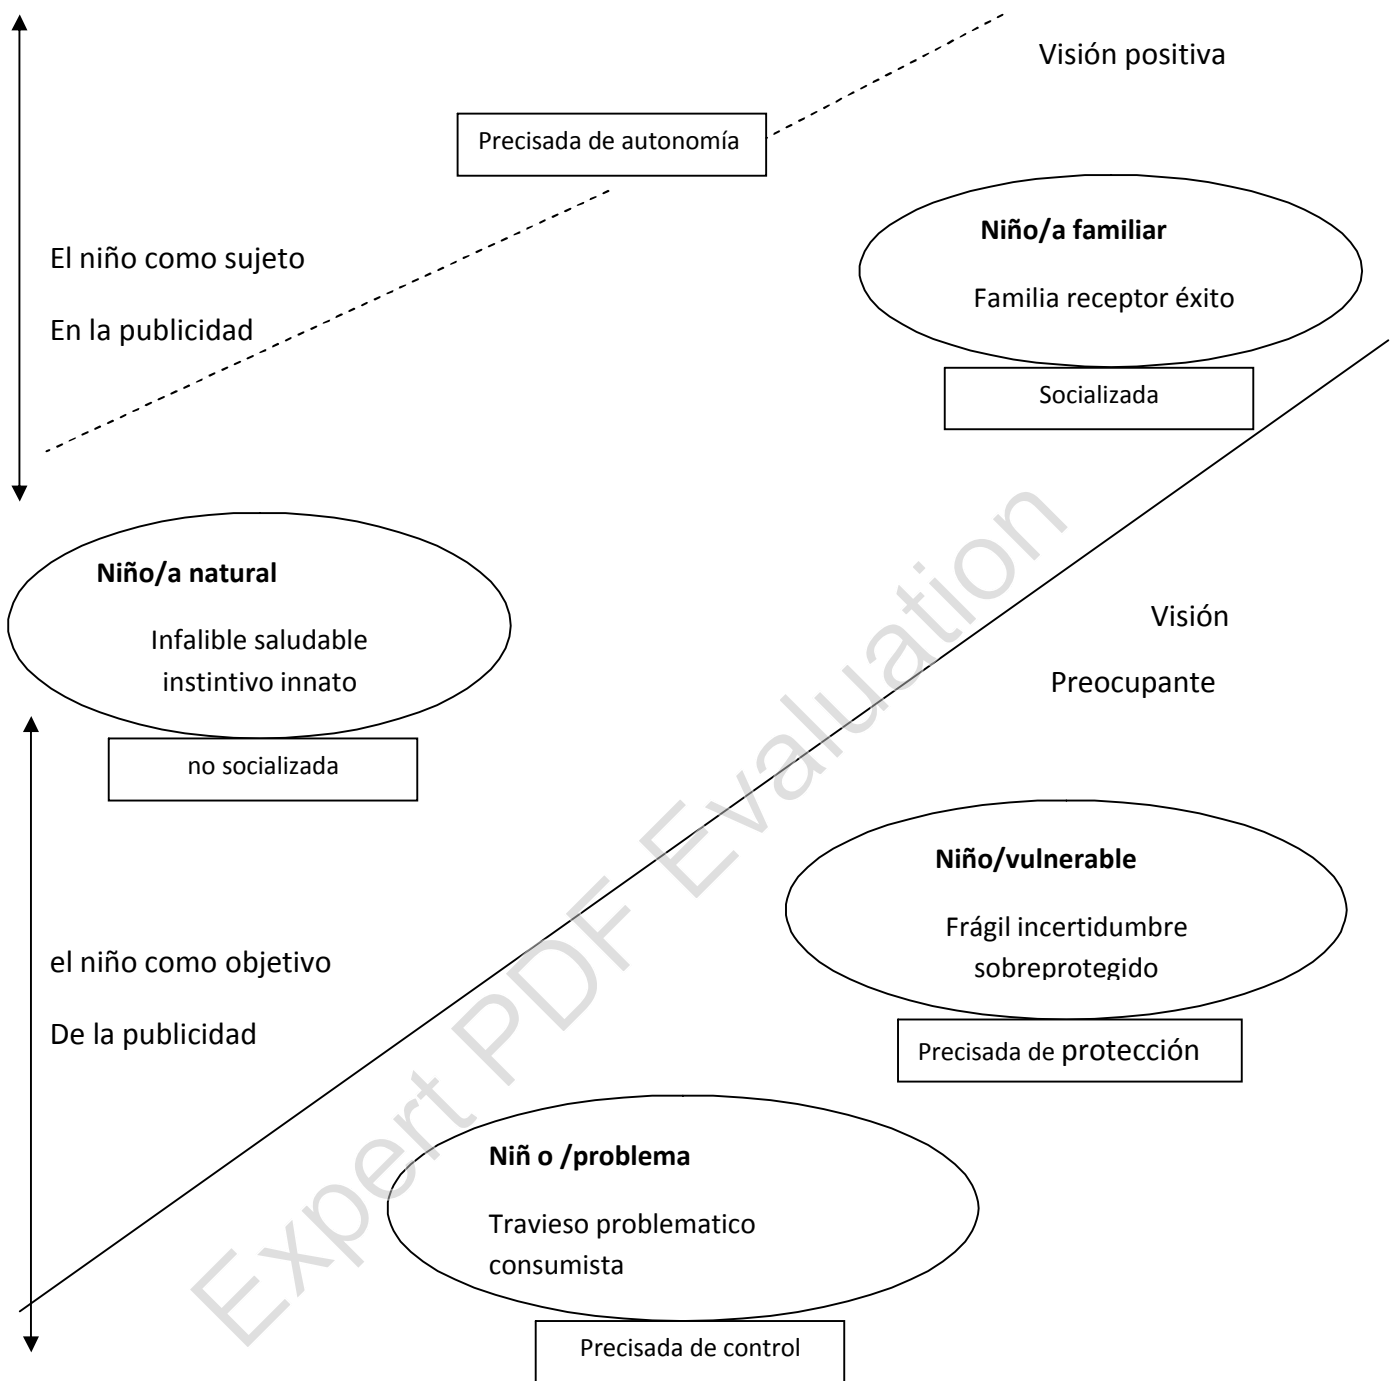 Visión positiva
Precisada de autonomía
El niño como sujeto
En la publicidad
Niño/a familiar
Familia receptor éxito
Socializada
Niño/a natural
Infalible saludable
instintivo innato
no socializada
Visión
Preocupante
Niño/vulnerable
Frágil incertidumbre
sobreprotegido
Precisada de protección
el niño como objetivo
De la publicidad
Niñ o /problema
Travieso problematico
consumista
Precisada de control
Expert PDF Evaluation